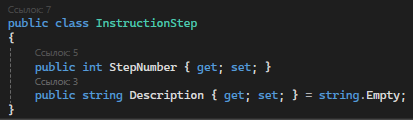 Ссылок: 7
public class InstructionStep
{
Ссылок: 5
public int StepNumber { get; set; }
Ссылок: 3
public string Description { get; set; } = string.Empty;
}